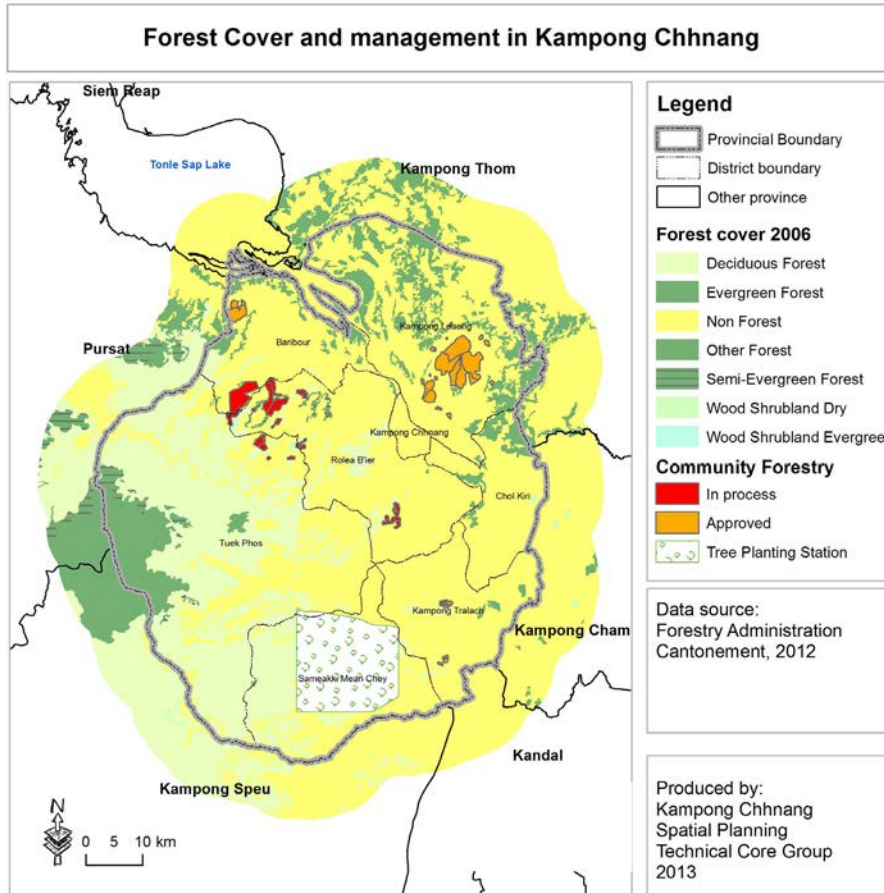 Forest Cover and management in Kampong Chhnang
Siem Reap
Tonle Sap Lake
Kampong Thom
Pursat
Baribour
Kampong Leaeng
Kampong Chhnang
Rolea B'ier
Chol Kiri
Tuek Phos
Kampong Tralach
Kampong Cham
Sameakki Mean Chey
Kandal
Kampong Speu
N
0 5 10 km
Legend
Provincial Boundary
District boundary
Other province
Forest cover 2006
Deciduous Forest
Evergreen Forest
Non Forest
Other Forest
Semi-Evergreen Forest
Wood Shrubland Dry
Wood Shrubland Evergree
Community Forestry
In process
Approved
Tree Planting Station
Data source:
Forestry Administration
Cantonement, 2012
Produced by:
Kampong Chhnang
Spatial Planning
Technical Core Group
2013